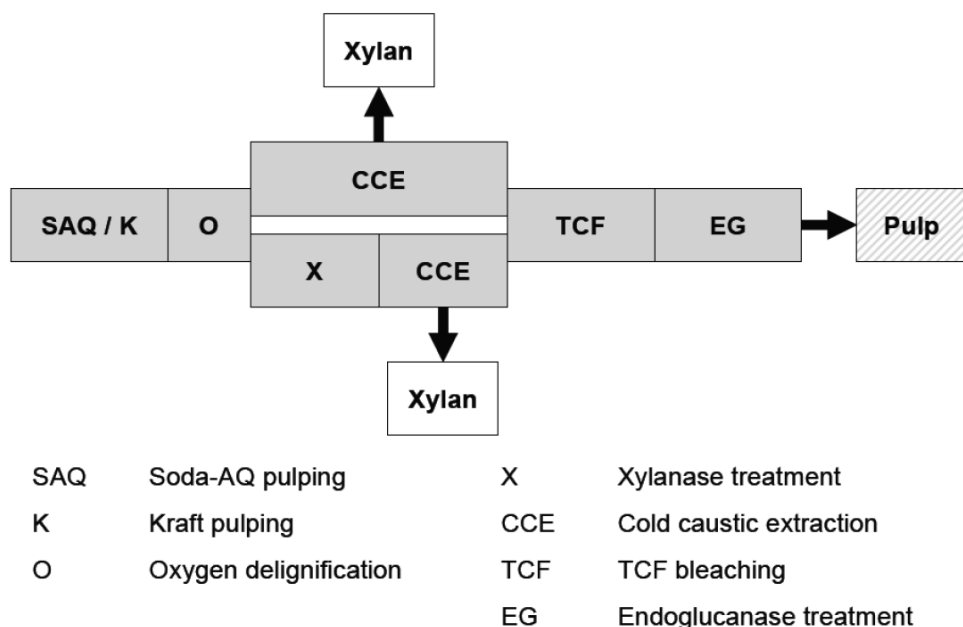 Xylan
CCE
SAQ / K O TCF EG Pulp
X CCE
Xylan
SAQ Soda-AQ pulping X Xylanase treatment
K Kraft pulping CCE Cold caustic extraction
O Oxygen delignification TCF TCF bleaching
EG Endoglucanase treatment